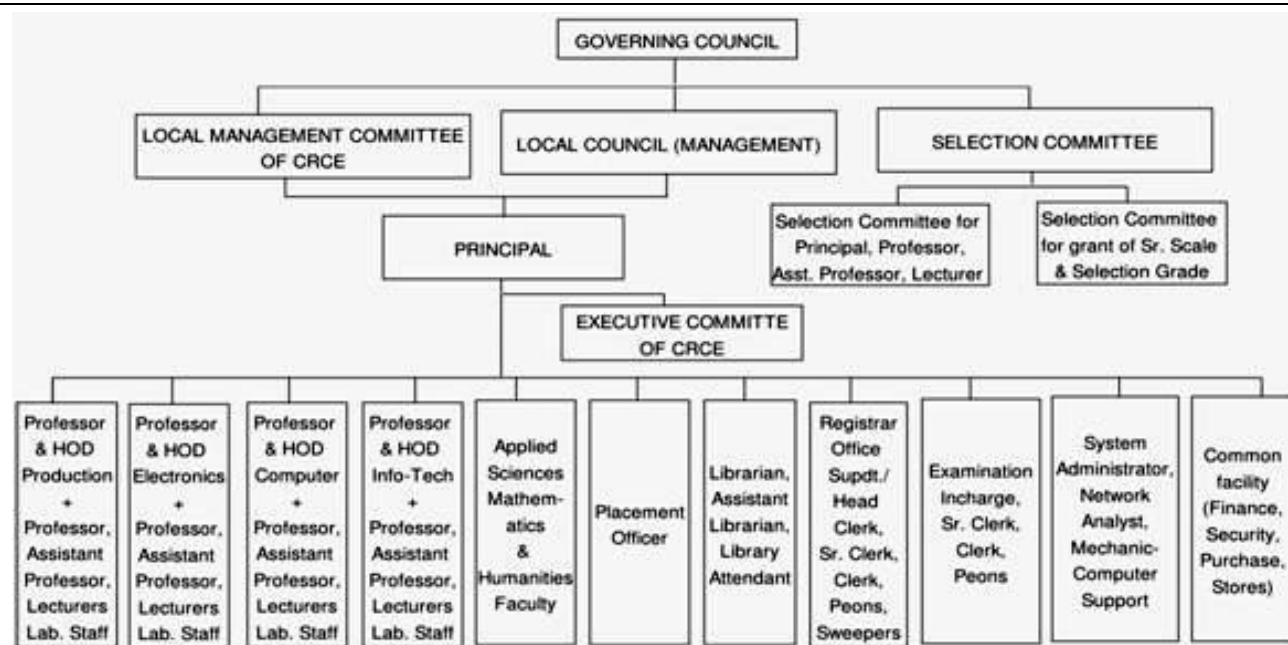 GOVERNING COUNCIL
LOCAL MANAGEMENT COMMITTEE
OF CRCE
LOCAL COUNCIL (MANAGEMENT)
SELECTION COMMITTEE
Selection Committee for
Principal, Professor,
Asst. Professor, Lecturer
Selection Committee
for grant of Sr. Scale
& Selection Grade
PRINCIPAL
EXECUTIVE COMMITTE
OF CRCE
Professor
& HOD
Production
+
Professor,
Assistant
Professor,
Lecturers
Lab. Staff
Professor
& HOD
Electronics
+
Professor,
Assistant
Professor,
Lecturers
Lab. Staff
Professor
& HOD
Computer
+
Professor,
Assistant
Professor,
Lecturers
Lab. Staff
Professor
& HOD
Info-Tech
+
Professor,
Assistant
Professor,
Lecturers
Lab. Staff
Applied
Sciences
Mathem-
atics
&
Humanities
Faculty
Placement
Officer
Librarian,
Assistant
Librarian,
Library
Attendant
Registrar
Office
Supdt./
Head
Clerk,
Sr. Clerk,
Clerk,
Peons,
Sweepers
Examination
Incharge,
Sr. Clerk,
Clerk,
Peons
System
Administrator,
Network
Analyst,
Mechanic-
Computer
Support
Common
facility
(Finance,
Security,
Purchase,
Stores)